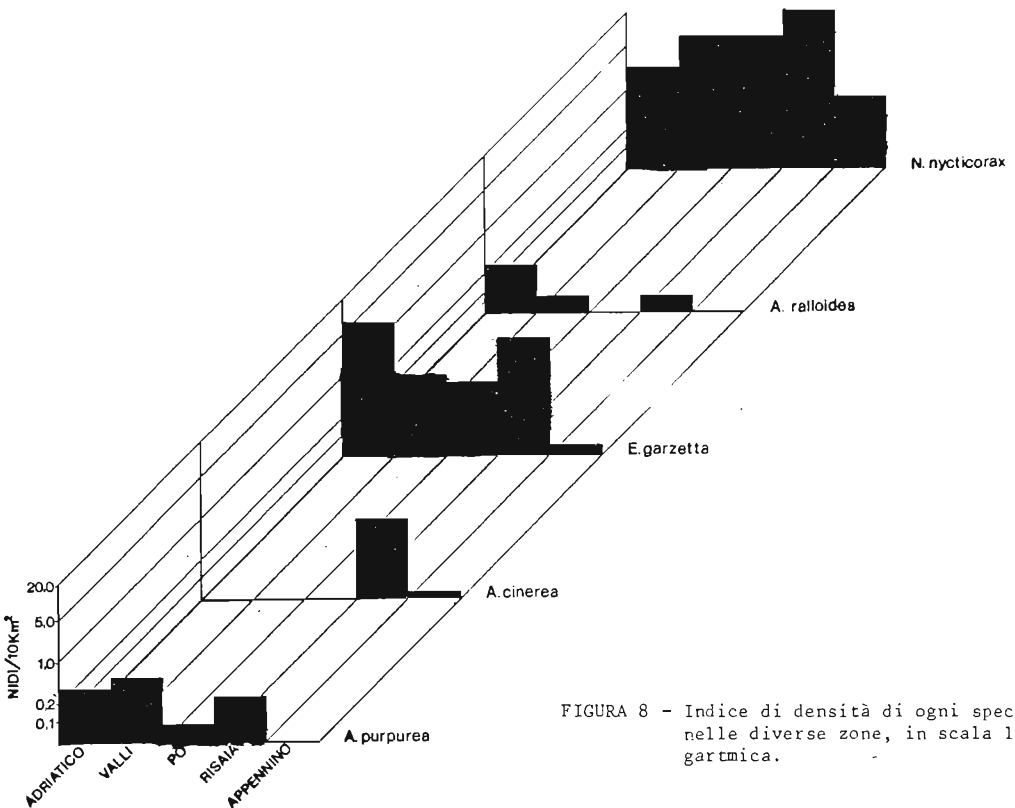 N. nycticorax
A. ralloides
E. garzetta
A. cinerea
A. purpurea
NIDI/10Km²
20.0
5.0
1.0
0.2
0.1
ADRIATICO
VALLI
PO
RISAIA
APPENNINO
FIGURA 8 - Indice di densità di ogni spec
nelle diverse zone, in scala l
gartmica.